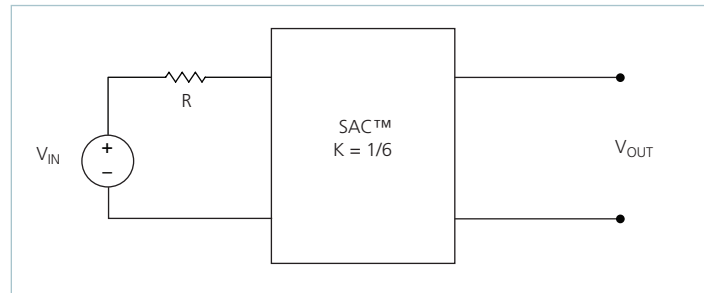 R
SAC™
K = 1/6
V_IN
+
–
V_OUT